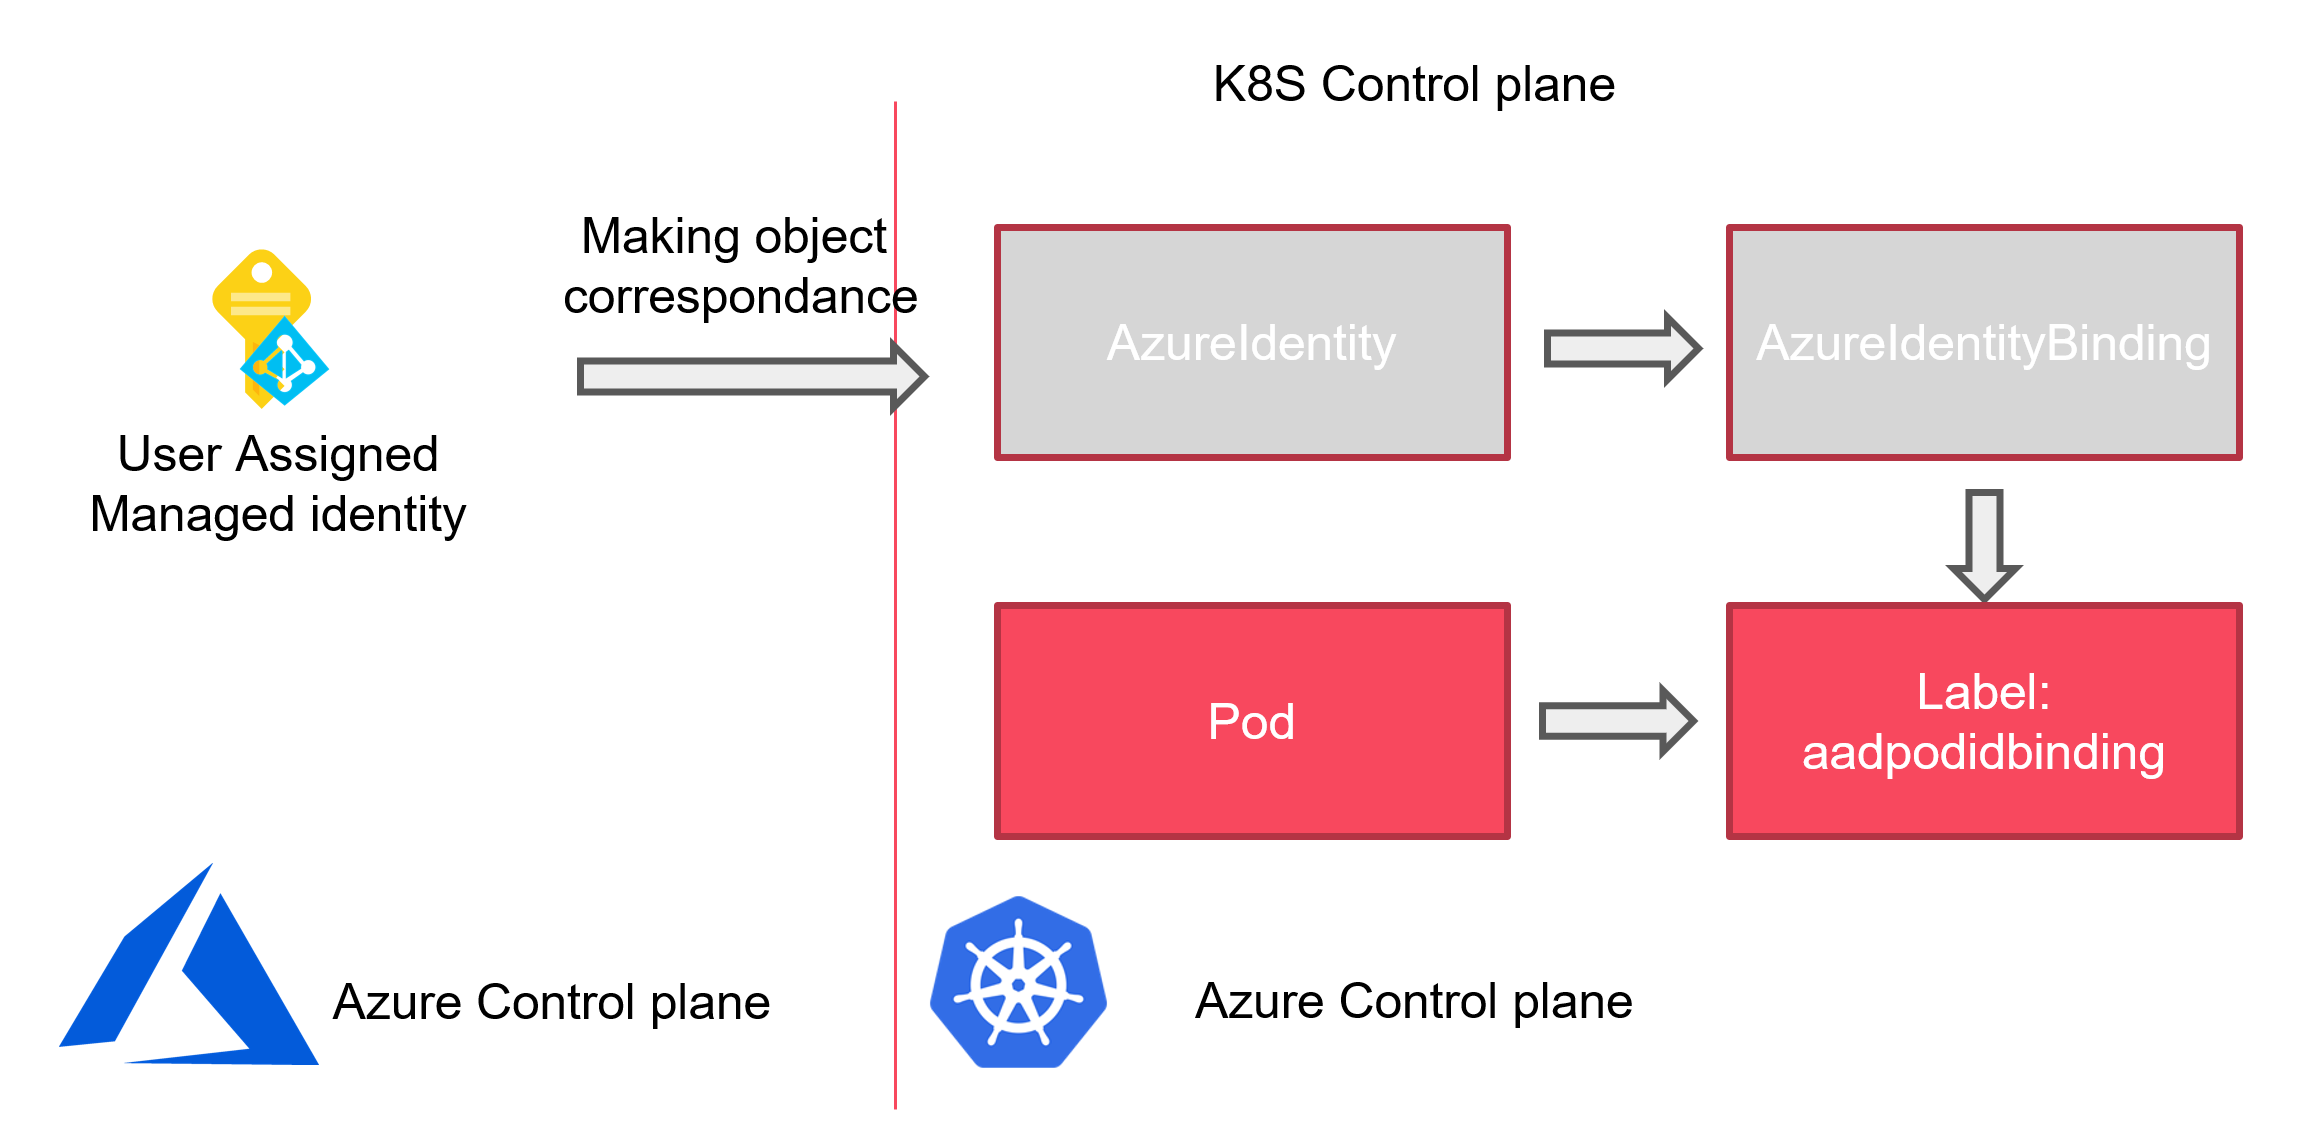 K8S Control plane
Making object
correspondance
AzureIdentity
AzureIdentityBinding
User Assigned
Managed identity
Pod
Label:
aadpodidbinding
Azure Control plane
Azure Control plane